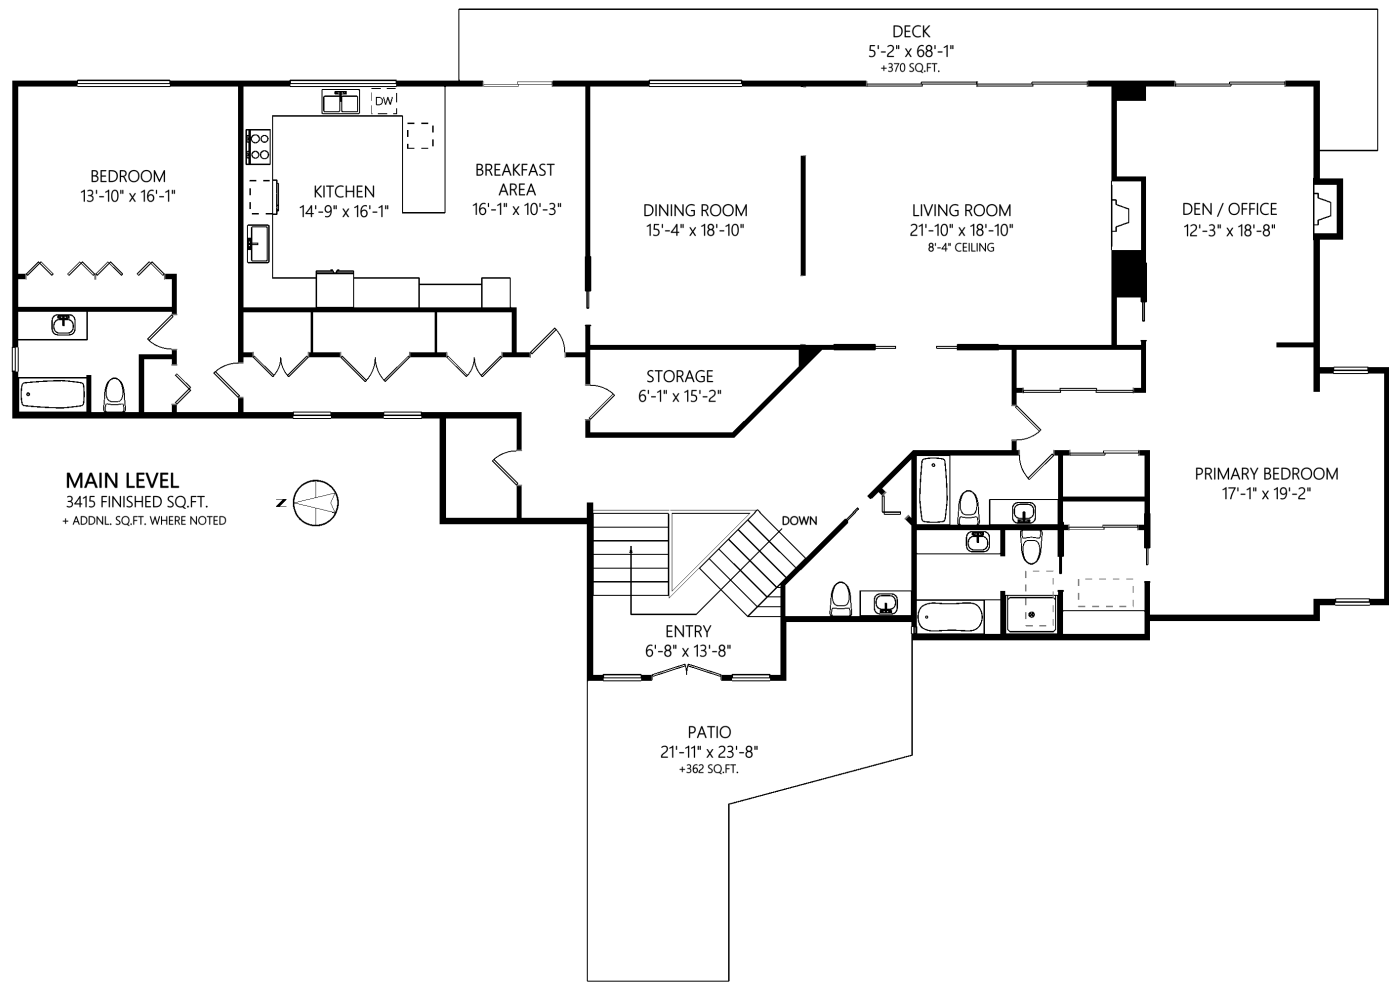 DECK
5'-2" x 68'-1"
+370 SQ.FT.
BEDROOM
13'-10" x 16'-1"
DW
KITCHEN
14'-9" x 16'-1"
BREAKFAST
AREA
16'-1" x 10'-3"
DINING ROOM
15'-4" x 18'-10"
LIVING ROOM
21'-10" x 18'-10"
8'-4" CEILING
DEN / OFFICE
12'-3" x 18'-8"
STORAGE
6'-1" x 15'-2"
MAIN LEVEL
3415 FINISHED SQ.FT.
+ ADDNL. SQ.FT. WHERE NOTED
N
PRIMARY BEDROOM
17'-1" x 19'-2"
DOWN
ENTRY
6'-8" x 13'-8"
PATIO
21'-11" x 23'-8"
+362 SQ.FT.